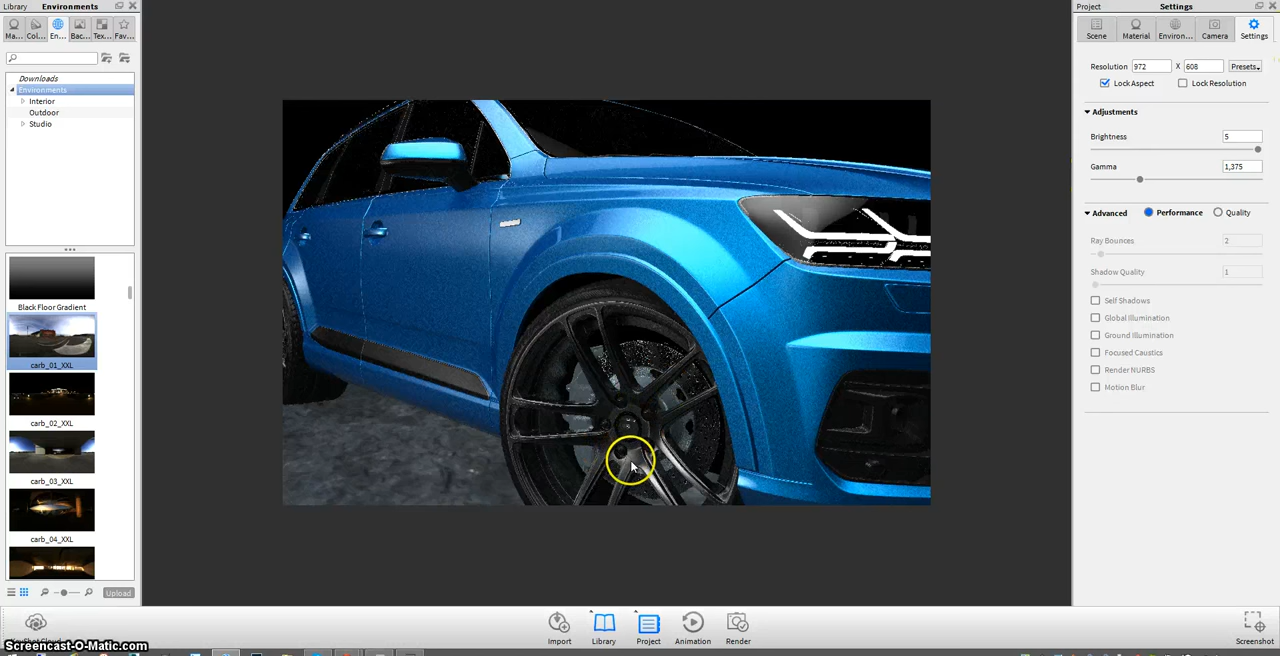 Library
Environments
Project
Settings
Ma...
Col...
En...
Bac...
Tex...
Fav...
Scene
Material
Environ...
Camera
Settings
Downloads
Environments
Interior
Outdoor
Studio
Black Floor Gradient
carb_01_XXL
carb_02_XXL
carb_03_XXL
carb_04_XXL
Upload
Resolution 972 X 608 Presets
Lock Aspect
Lock Resolution
Adjustments
Brightness 5
Gamma 1,375
Advanced Performance Quality
Ray Bounces 2
Shadow Quality 1
Self Shadows
Global Illumination
Ground Illumination
Focused Caustics
Render NURBS
Motion Blur
Import
Library
Project
Animation
Render
Screenshot
Screencast-O-Matic.com